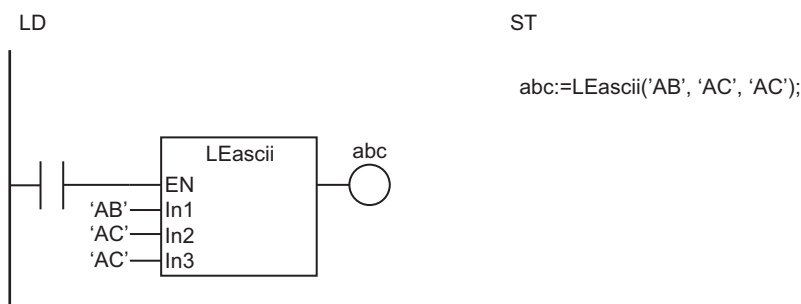 LD
ST
abc:=LEascii(’AB’, ‘AC’, ‘AC’);
LEascii
abc
EN
‘AB’ In1
‘AC’ In2
‘AC’ In3